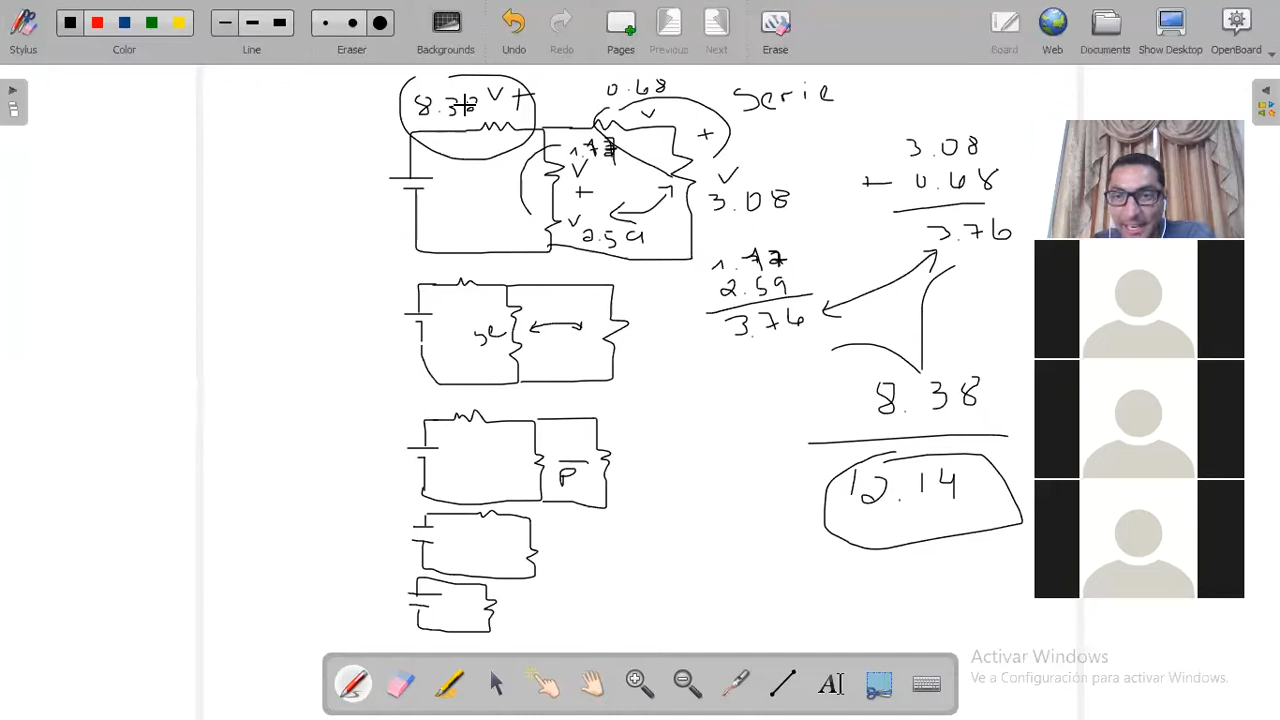 Stylus
Color
Line
Eraser
Backgrounds
Undo
Redo
Pages
Previous
Next
Erase
Board
Web
Documents
Show Desktop
OpenBoard
8.38 V +
0.68
V
Serie
+
V
+
V
2.59
V
3.08
3.08
+ 0.68
3.76
2.59
3.76
se
8.38
12.14
P
Activar Windows
Ve a Configuración para activar Windows.